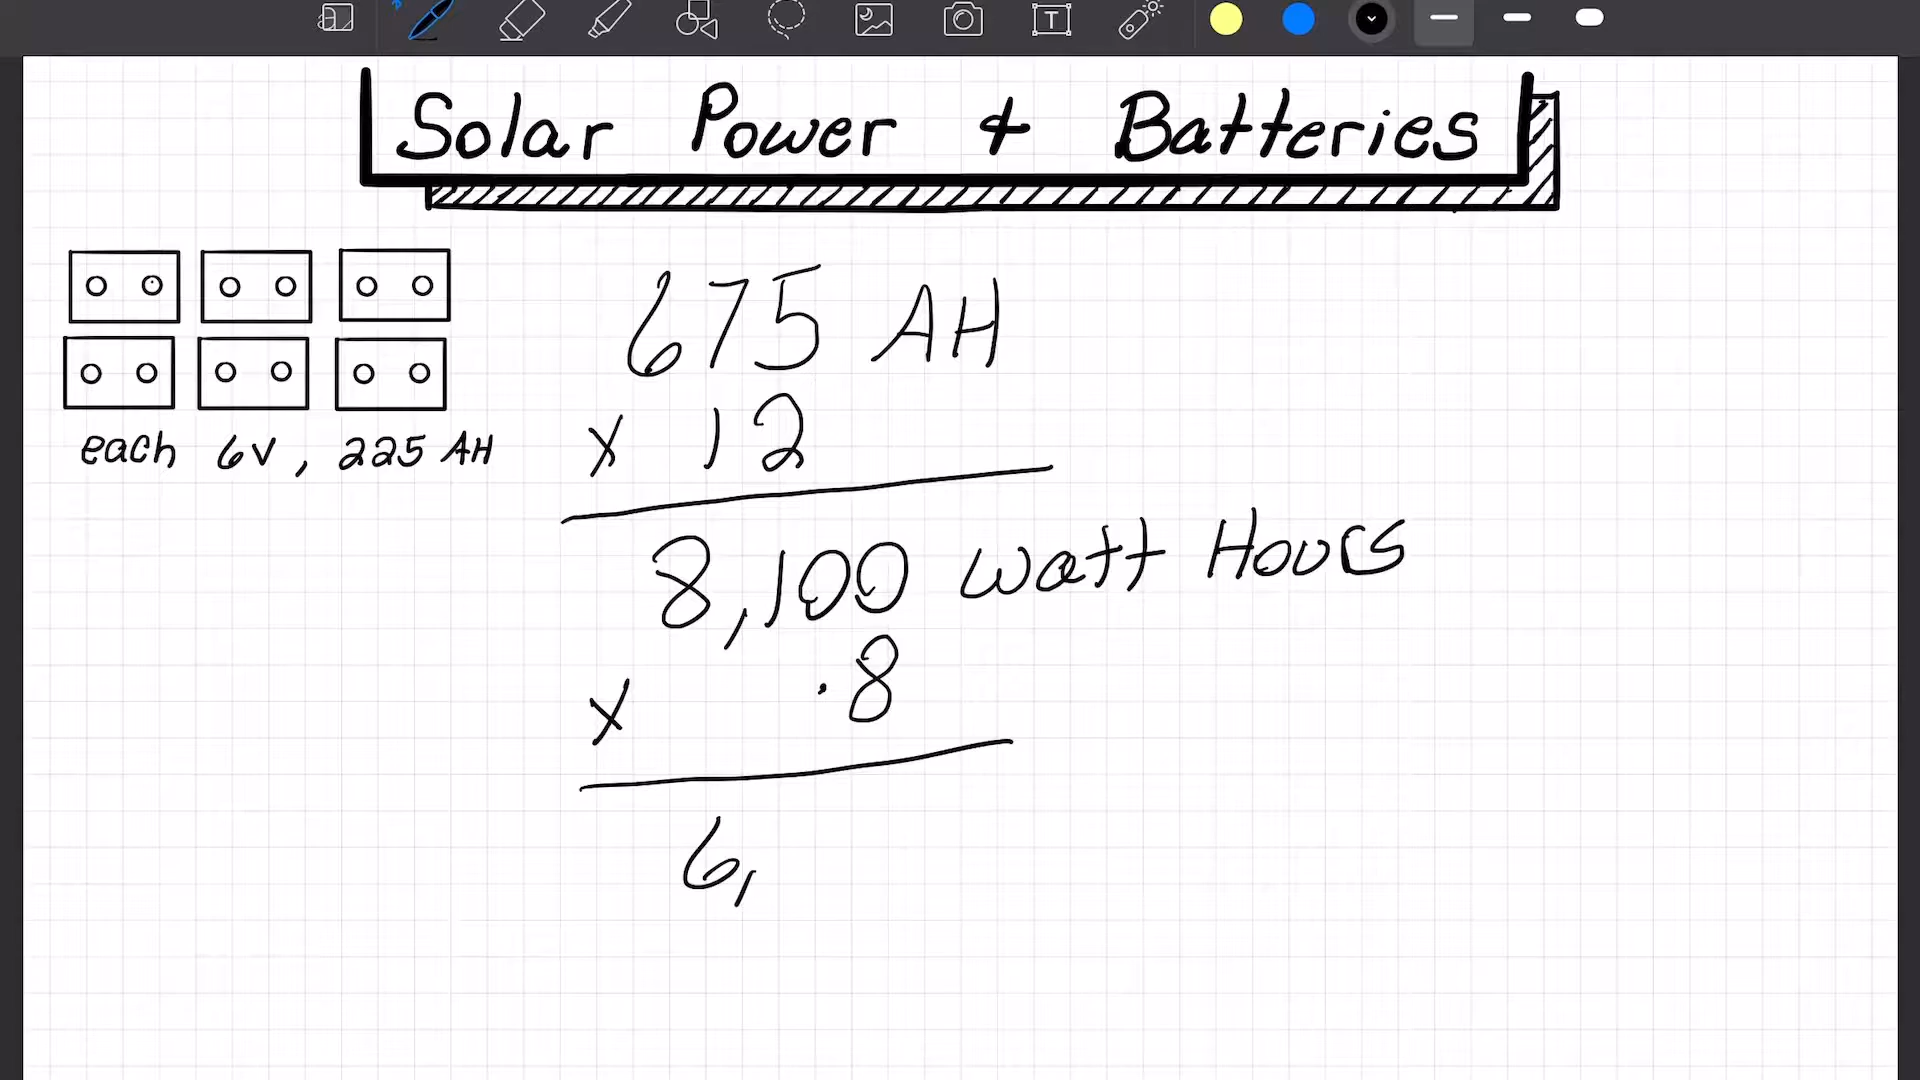 Solar Power & Batteries
each 6V, 225 AH
675 AH
x 12
8,100 Watt Hours
x .8
6,